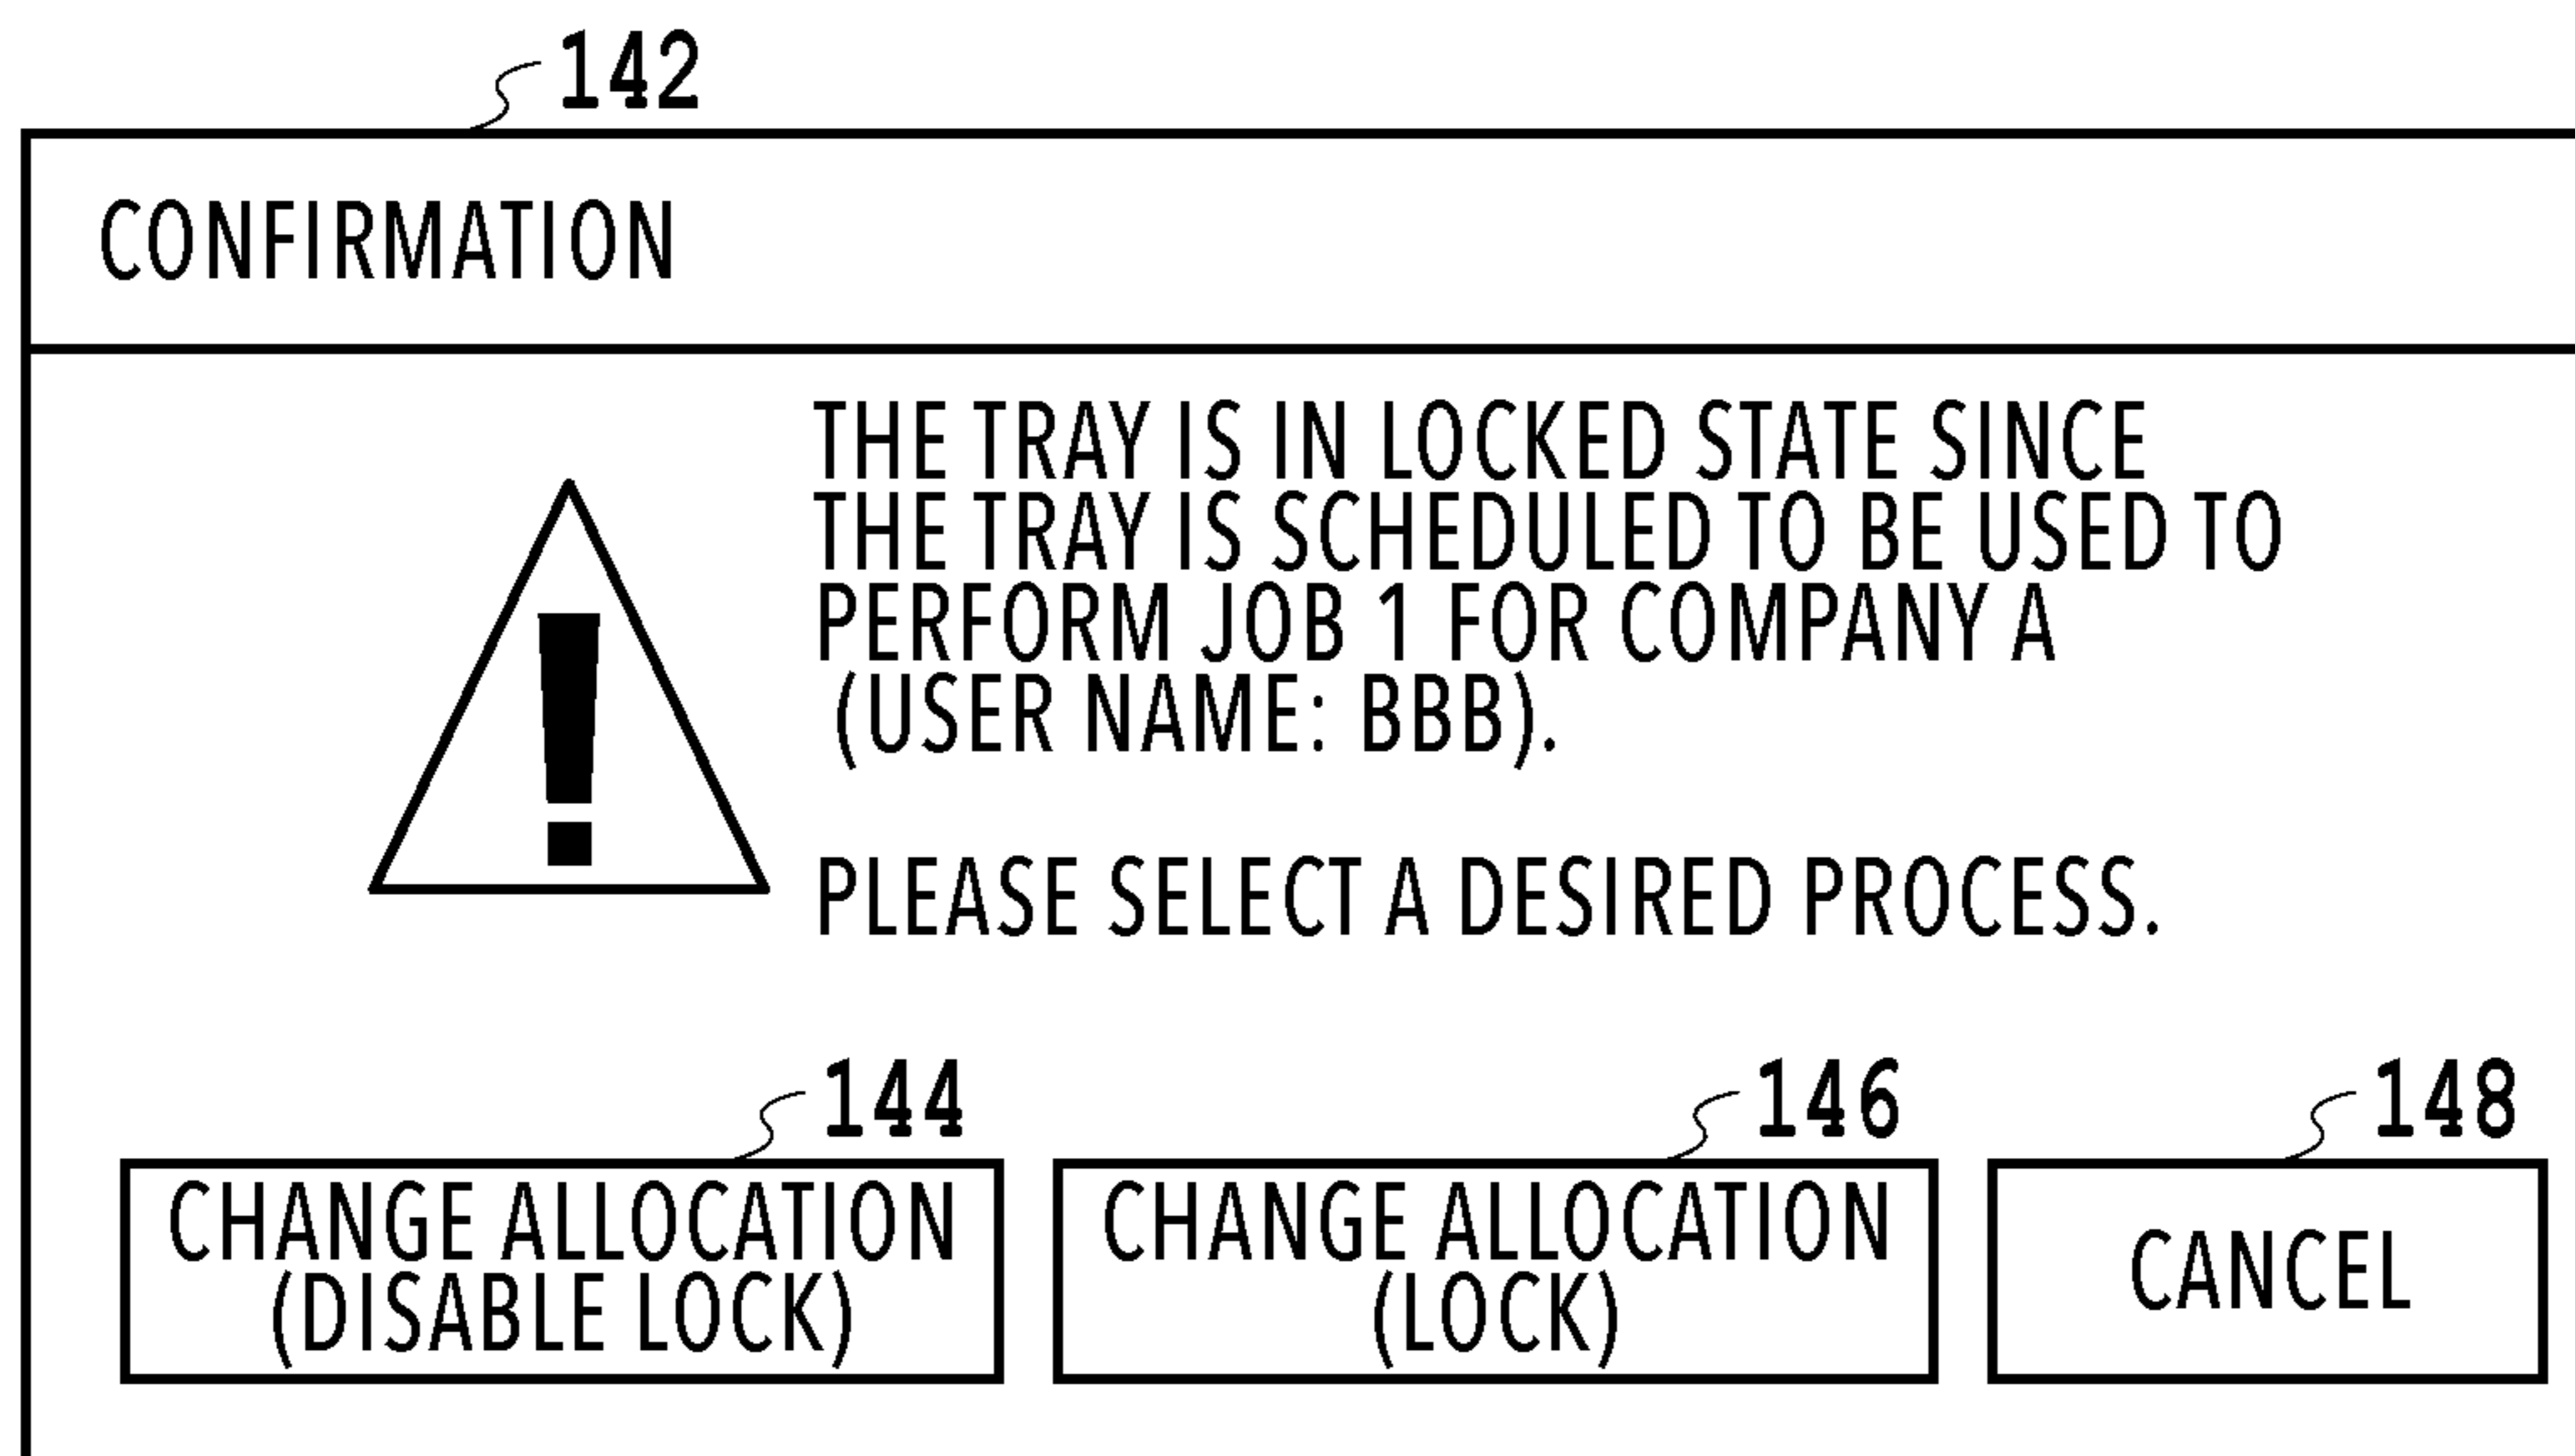 142
CONFIRMATION
THE TRAY IS IN LOCKED STATE SINCE
THE TRAY IS SCHEDULED TO BE USED TO
PERFORM JOB 1 FOR COMPANY A
(USER NAME: BBB).
PLEASE SELECT A DESIRED PROCESS.
144
146
148
CHANGE ALLOCATION
(DISABLE LOCK)
CHANGE ALLOCATION
(LOCK)
CANCEL